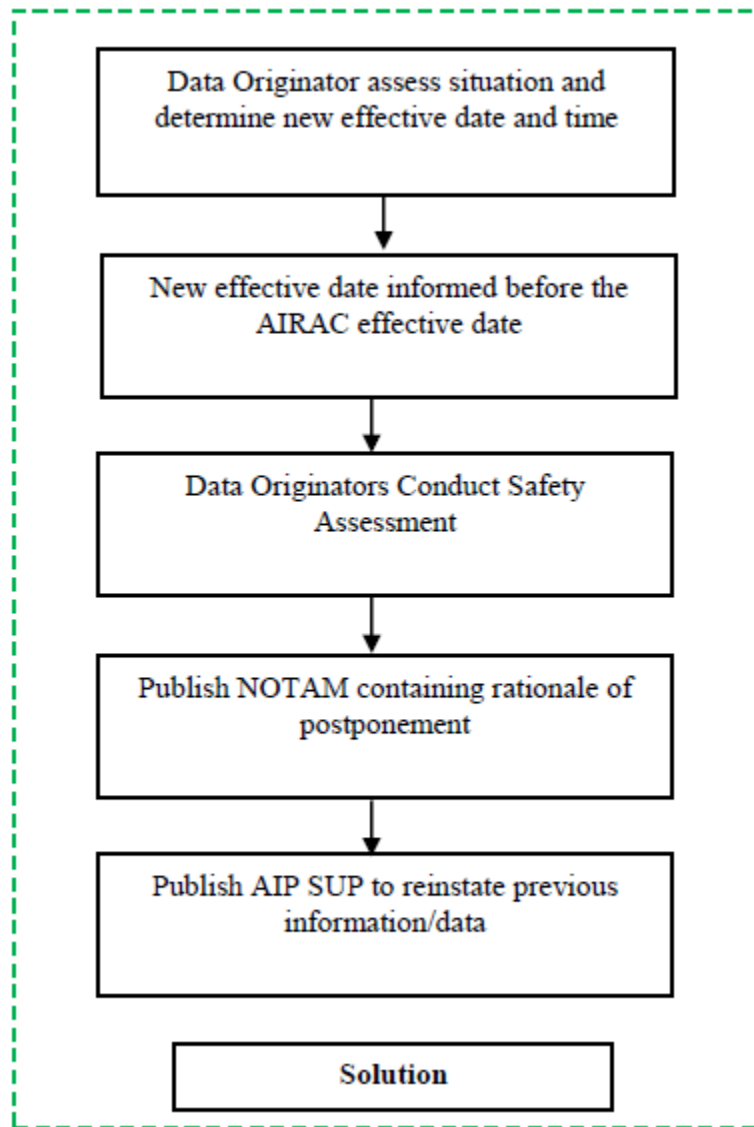 Data Originator assess situation and
determine new effective date and time
New effective date informed before the
AIRAC effective date
Data Originators Conduct Safety
Assessment
Publish NOTAM containing rationale of
postponement
Publish AIP SUP to reinstate previous
information/data
Solution